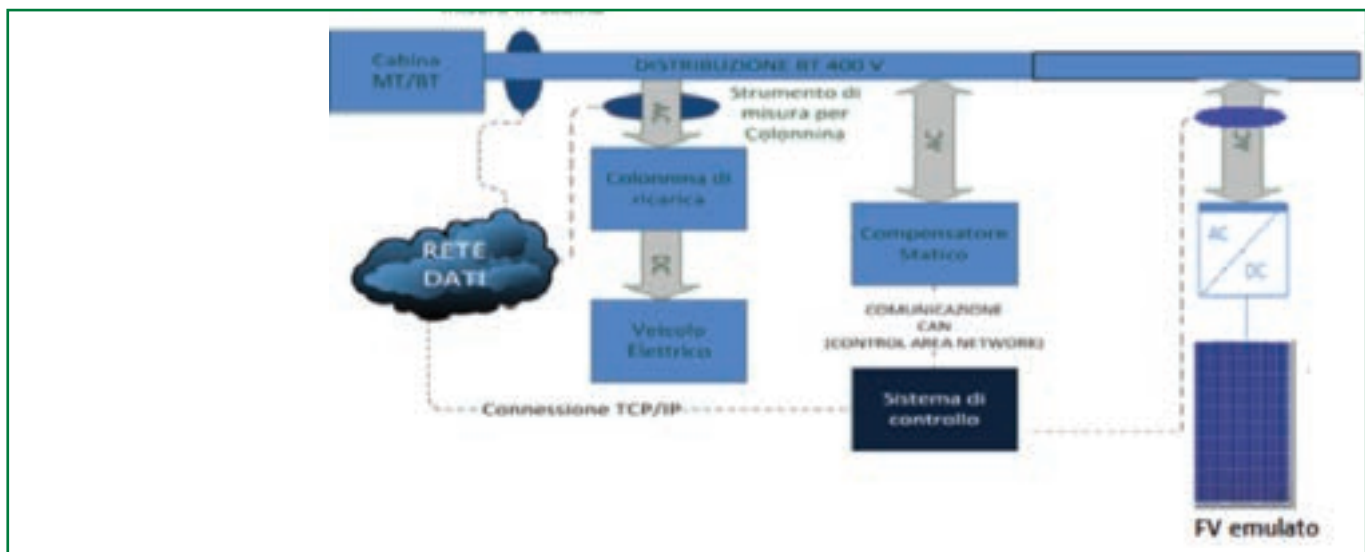 Cabina
MT/BT
DISTRIBUZIONE BT 400 V
Strumento di
misura per
Colonnina
AC
AC
AC
Colonnina di
ricarica
Compensatore
Statico
AC
DC
RETE
DATI
DC
COMUNICAZIONE
CAN
(CONTROL AREA NETWORK)
Veicolo
Elettrico
Sistema di
controllo
Connessione TCP/IP
FV emulato